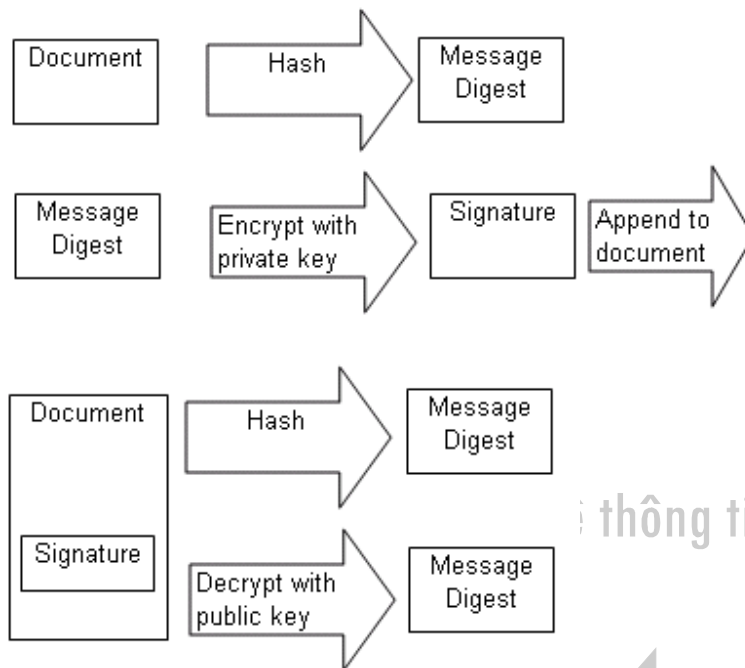 Document
Hash
Message
Digest
Message
Digest
Encrypt with
private key
Signature
Append to
document
Document
Hash
Message
Digest
Signature
Decrypt with
public key
Message
Digest
thông